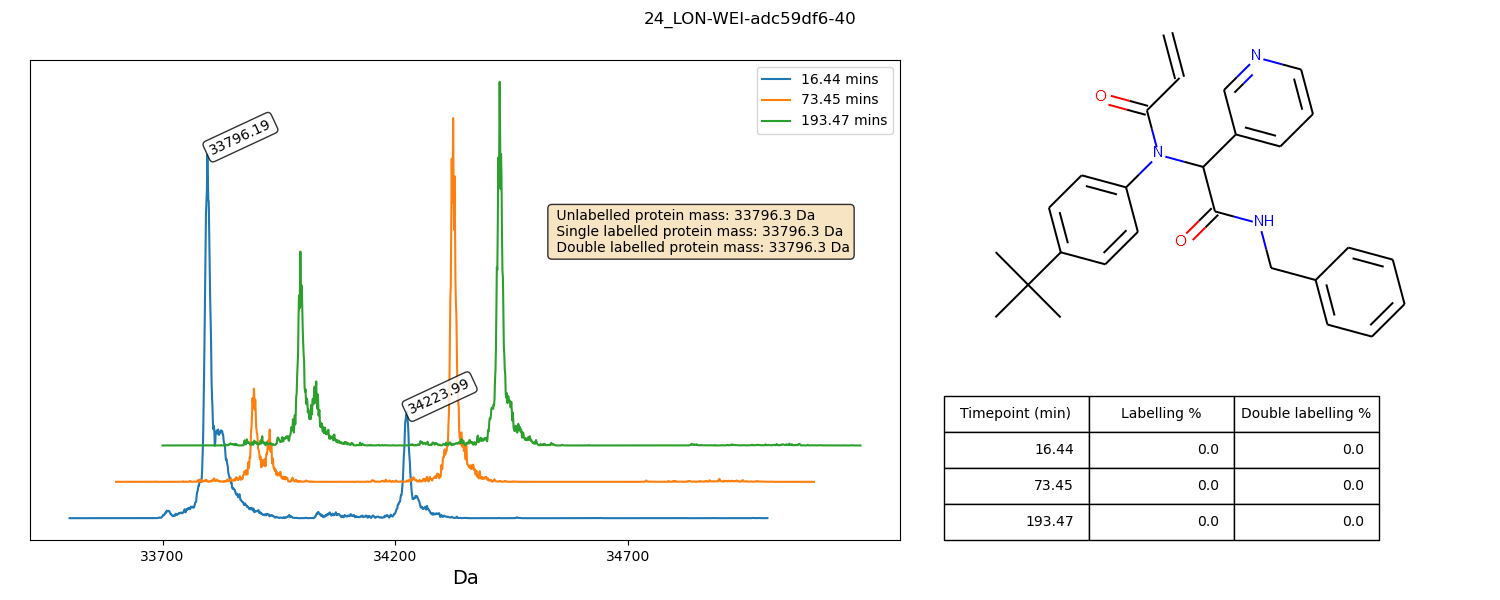 24_LON-WEI-adc59df6-40
16.44 mins
73.45 mins
193.47 mins
33796.19
34223.99
Unlabelled protein mass: 33796.3 Da
Single labelled protein mass: 33796.3 Da
Double labelled protein mass: 33796.3 Da
33700 34200 34700
Da
N
O
N
NH
O
Timepoint (min) Labelling % Double labelling %
16.44 0.0 0.0
73.45 0.0 0.0
193.47 0.0 0.0